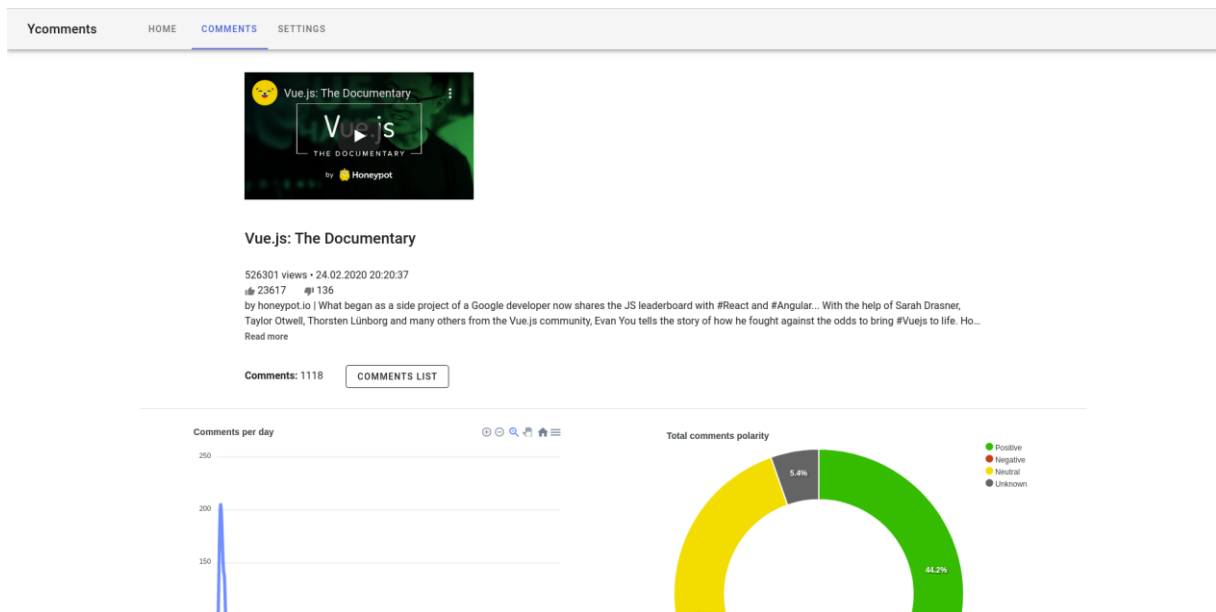 Ycomments
HOME
COMMENTS
SETTINGS
Vue.js: The Documentary
Vue.js
THE DOCUMENTARY
by Honeypot
Vue.js: The Documentary
526301 views • 24.02.2020 20:20:37
23617 136
by honeypot.io | What began as a side project of a Google developer now shares the JS leaderboard with #React and #Angular... With the help of Sarah Drasner,
Taylor Otwell, Thorsten Lünborg and many others from the Vue.js community, Evan You tells the story of how he fought against the odds to bring #Vuejs to life. Ho...
Read more
Comments: 1118
COMMENTS LIST
Comments per day
250
200
150
Total comments polarity
5.4%
44.2%
Positive
Negative
Neutral
Unknown